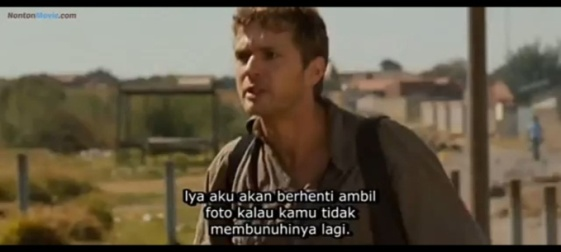 NontonMovie.com
Iya aku akan berhenti ambil
foto kalau kamu tidak
membunuhinya lagi.